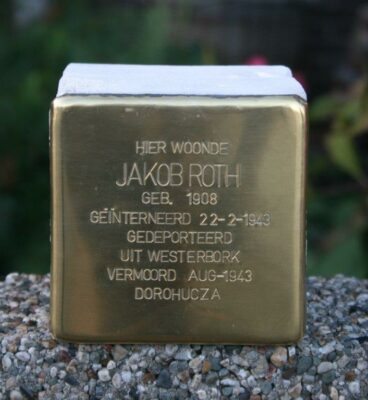 HIER WOONDE
JAKOB ROTH
GEB. 1908
GEÏNTERNEERD 22-2-1943
GEDEPORTEERD
UIT WESTERBORK
VERMOORD AUG-1943
DOROHUCZA